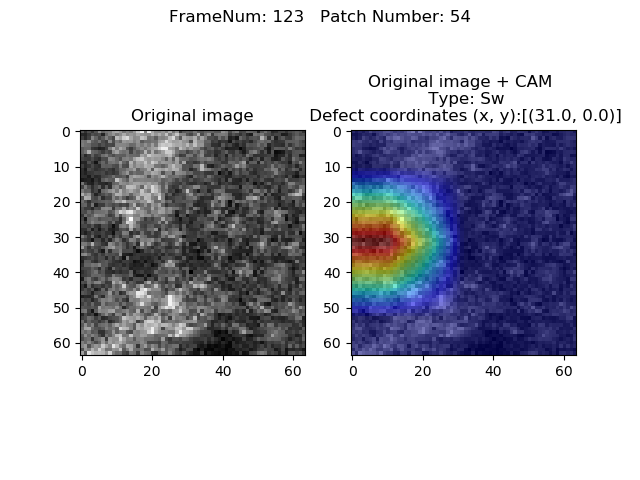 FrameNum: 123   Patch Number: 54
Original image
Original image + CAM
Type: Sw
Defect coordinates (x, y):[(31.0, 0.0)]
0
10
20
30
40
50
60
0 20 40 60
0
10
20
30
40
50
60
0 20 40 60